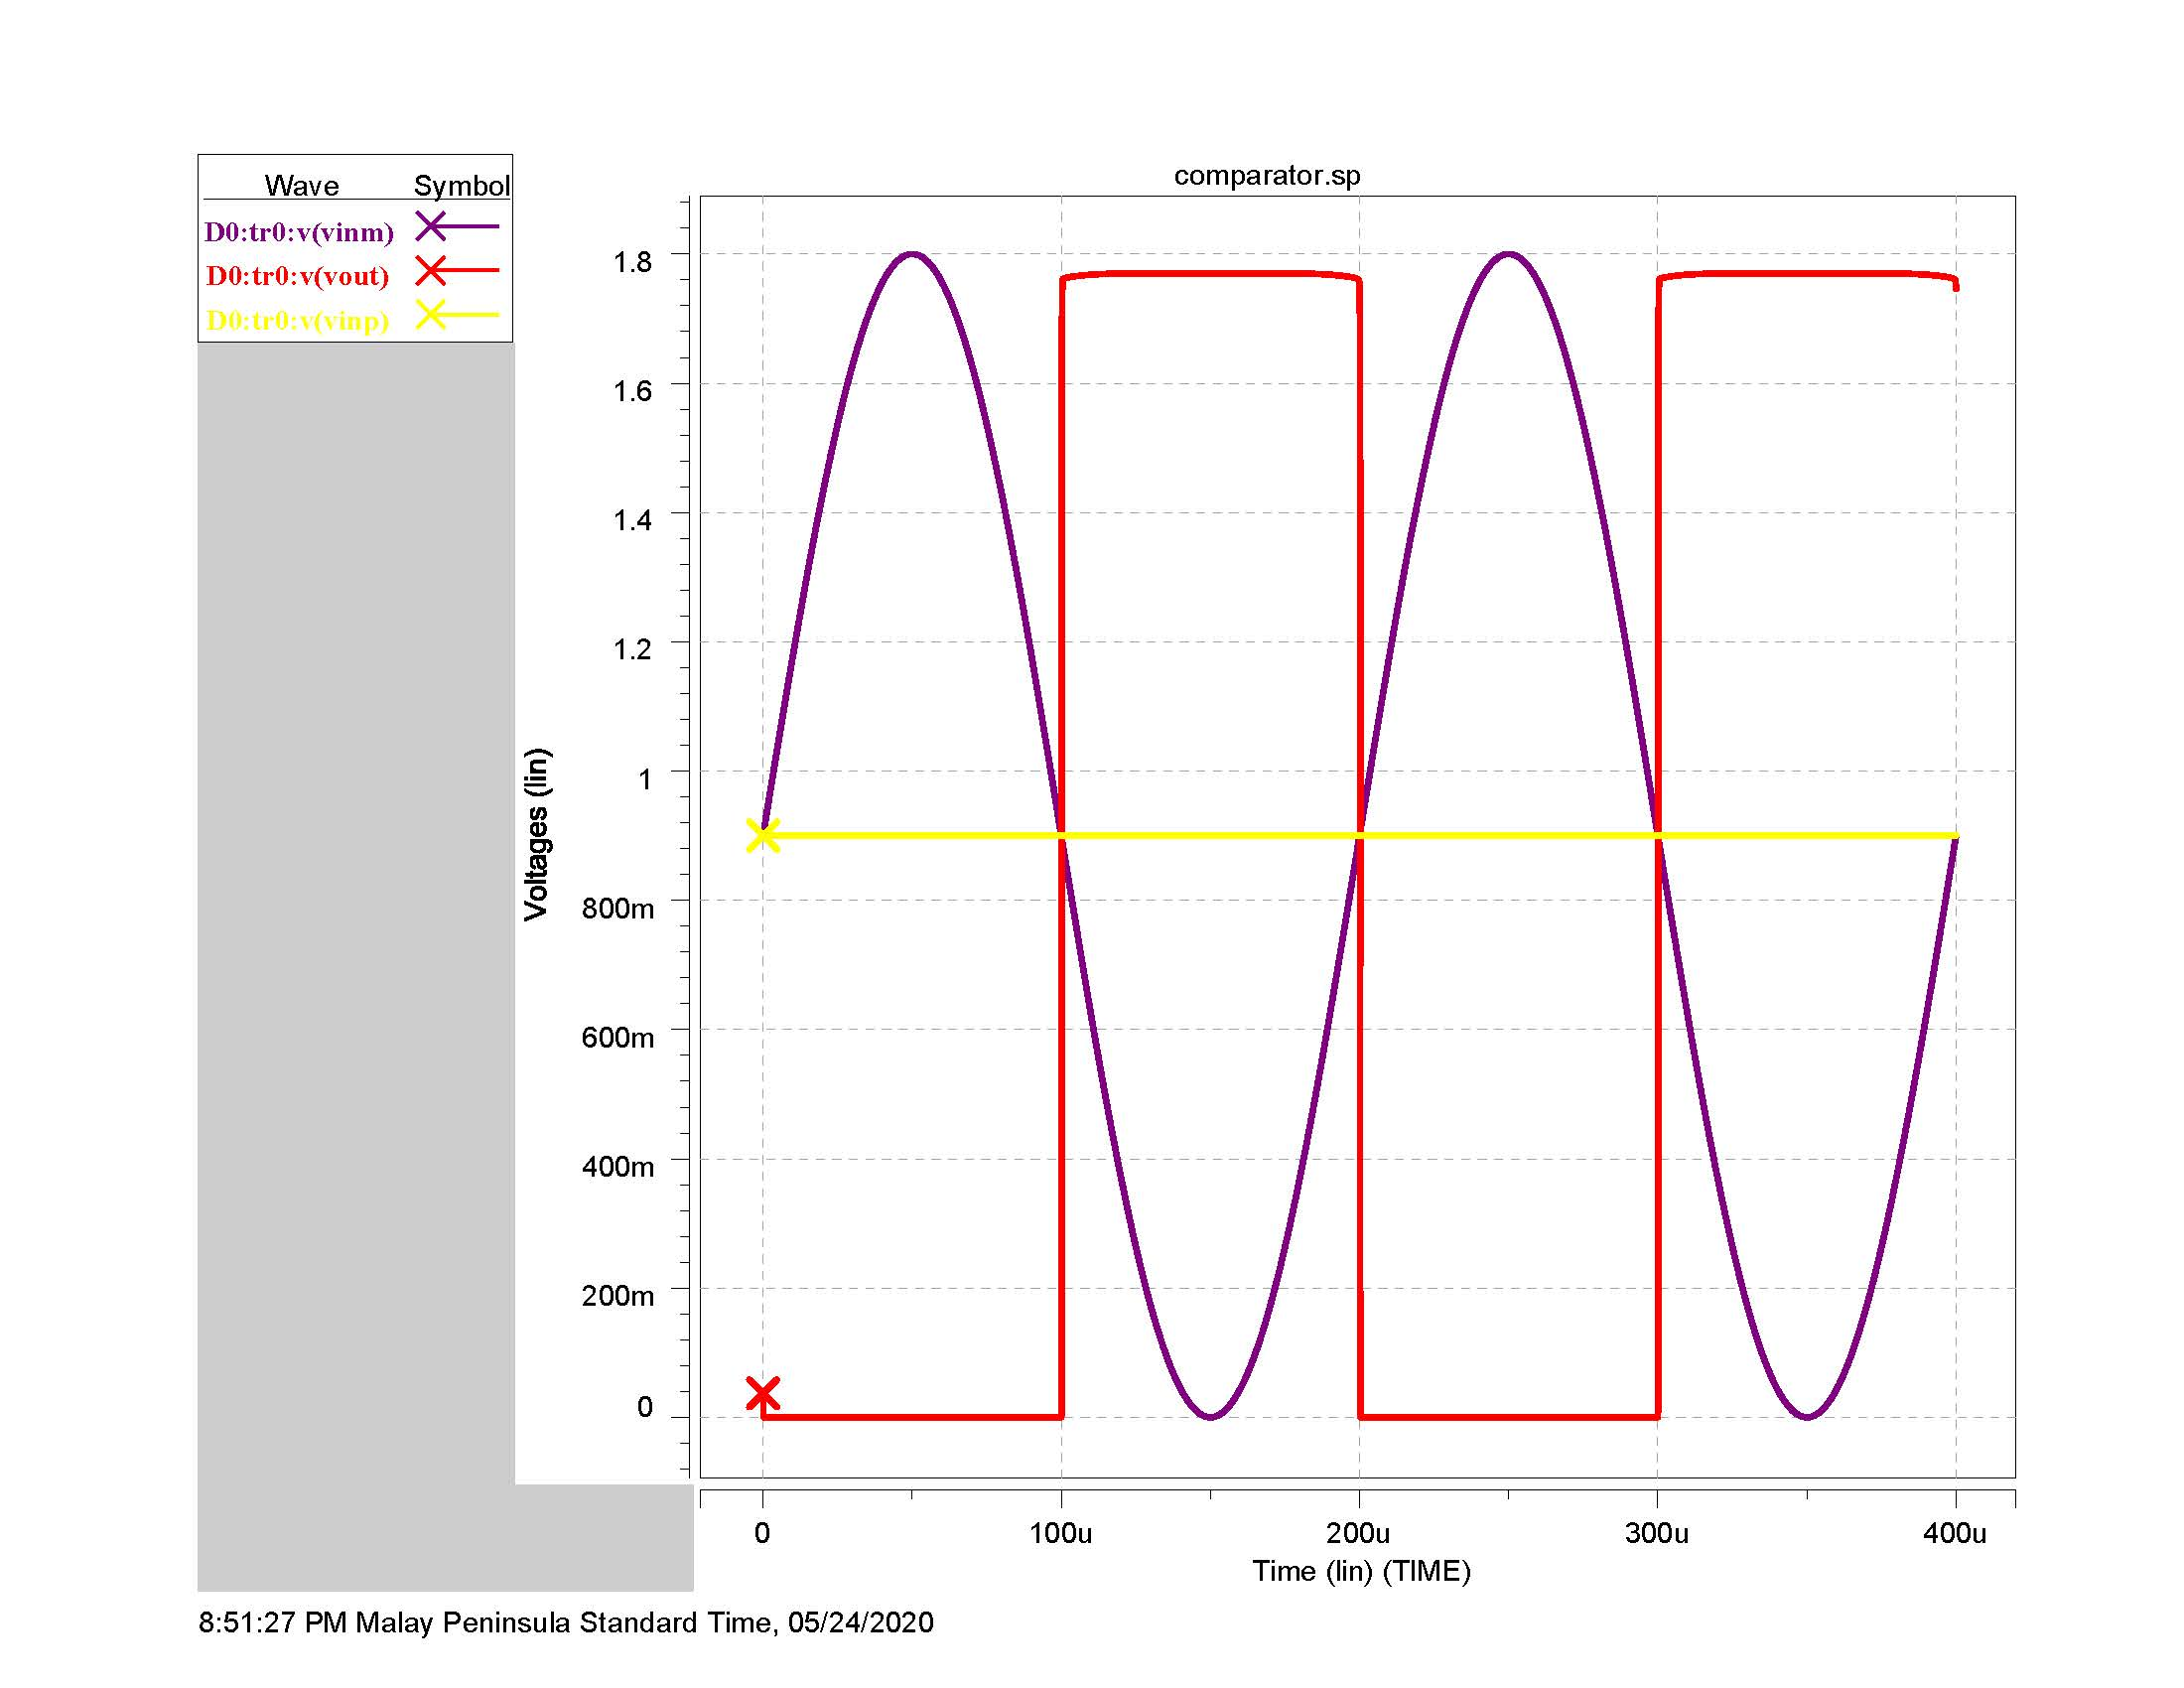 comparator.sp
Wave Symbol
D0:tr0:v(vinm)
D0:tr0:v(vout)
D0:tr0:v(vinp)
Voltages (lin)
1.8
1.6
1.4
1.2
1
800m
600m
400m
200m
0
0 100u 200u 300u 400u
Time (lin) (TIME)
8:51:27 PM Malay Peninsula Standard Time, 05/24/2020